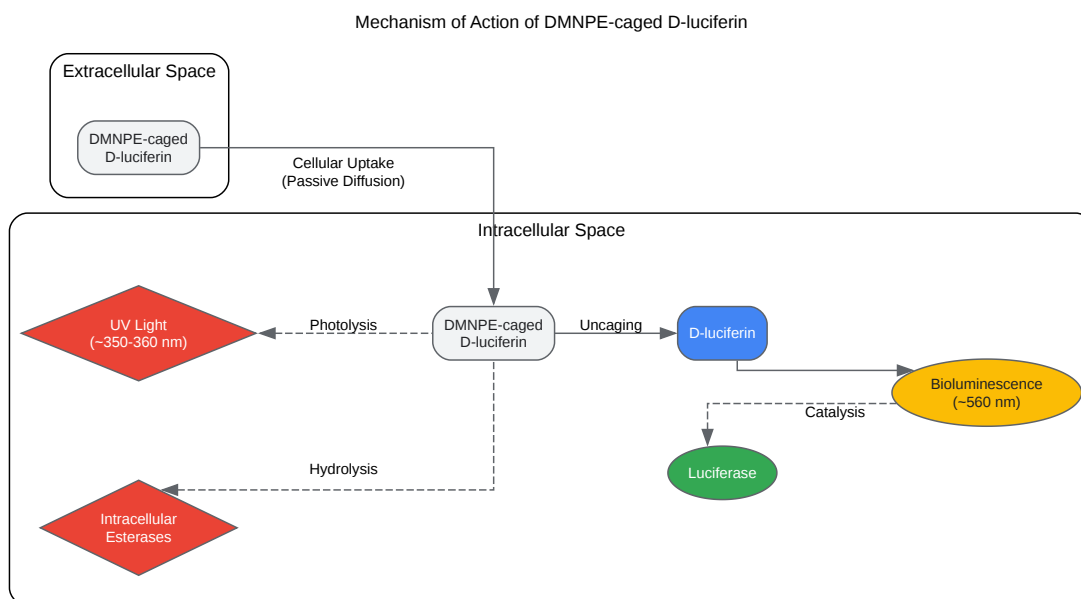 Mechanism of Action of DMNPE-caged D-luciferin
Extracellular Space
DMNPE-caged
D-luciferin
Cellular Uptake
(Passive Diffusion)
Intracellular Space
UV Light
(~350-360 nm)
Photolysis
DMNPE-caged
D-luciferin
Uncaging
D-luciferin
Bioluminescence
(~560 nm)
Catalysis
Luciferase
Hydrolysis
Intracellular
Esterases